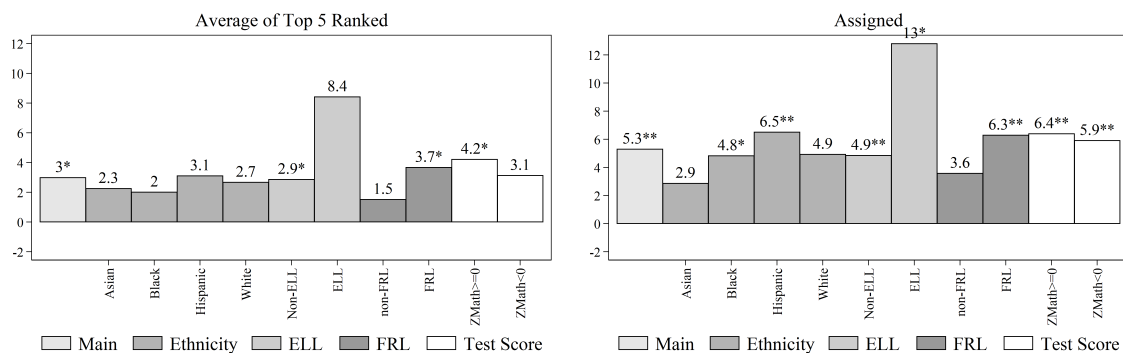 Average of Top 5 Ranked
12
10
8
6
4
2
0
-2
3*
2.3
2
3.1
2.7
2.9*
8.4
1.5
3.7*
4.2*
3.1
Asian
Black
Hispanic
White
Non-ELL
ELL
non-FRL
FRL
ZMath>=0
ZMath<0
Main Ethnicity ELL FRL Test Score
Assigned
12
10
8
6
4
2
0
-2
5.3**
2.9
4.8*
6.5**
4.9
4.9**
13*
3.6
6.3**
6.4**
5.9**
Asian
Black
Hispanic
White
Non-ELL
ELL
non-FRL
FRL
ZMath>=0
ZMath<0
Main Ethnicity ELL FRL Test Score